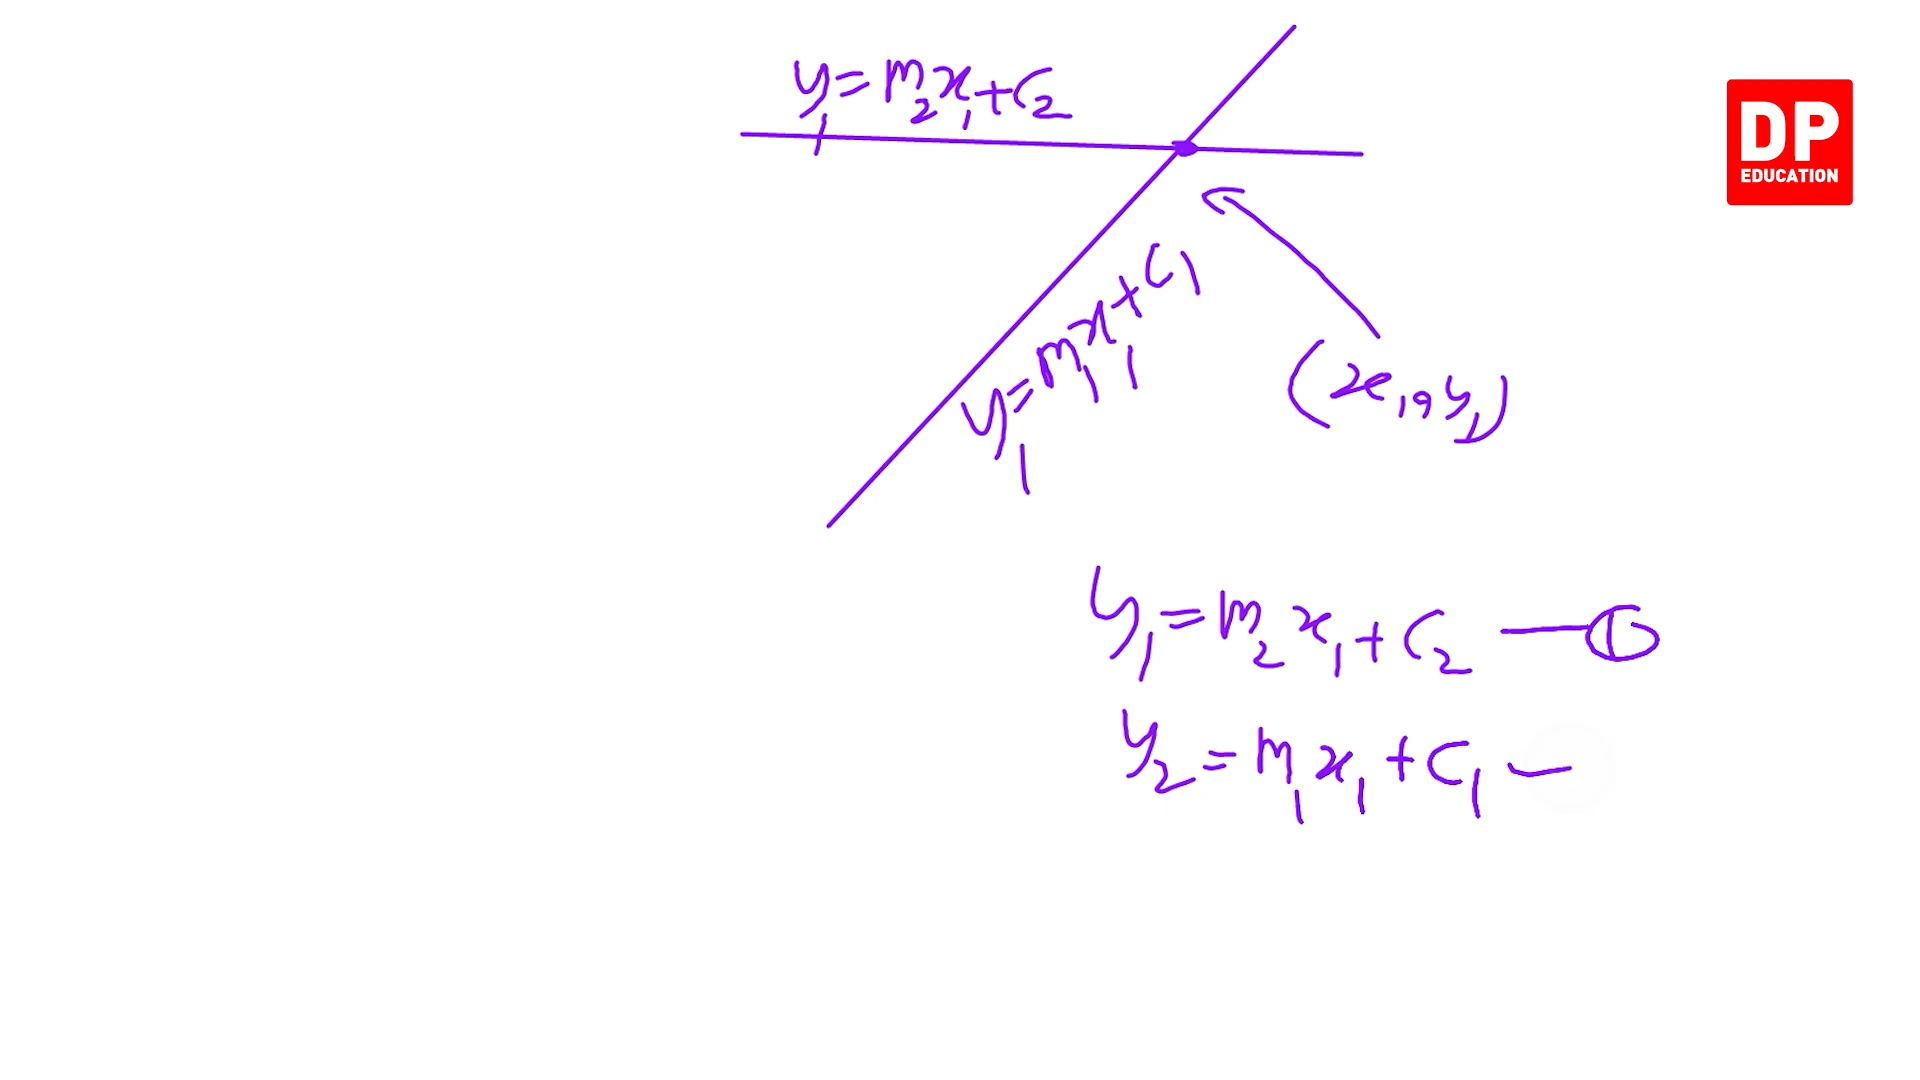 y₁ = m₂x₁ + c₂
DP
EDUCATION
y₁ = m₁x₁ + c₁
(x₁, y₁)
y₁ = m₂x₁ + c₂ — ①
y₂ = m₁x₁ + c₁ —